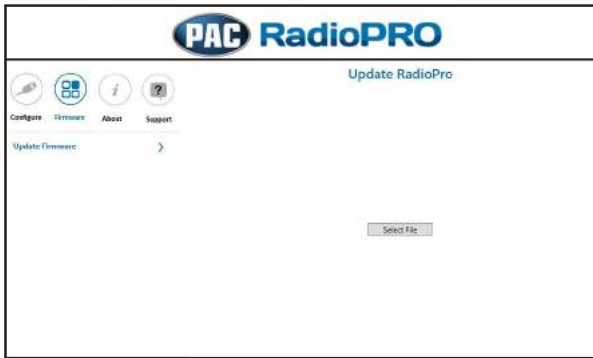 PAC RadioPRO
Update RadioPro
Configure Firmware About Support
Update Firmware
Select File